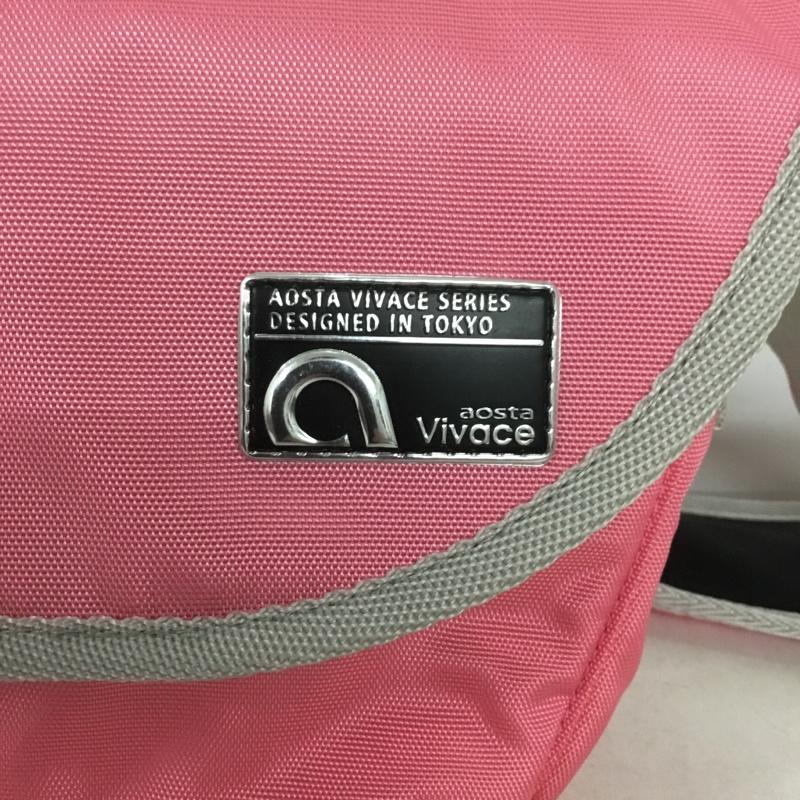 AOSTA VIVACE SERIES
DESIGNED IN TOKYO
aosta
Vivace